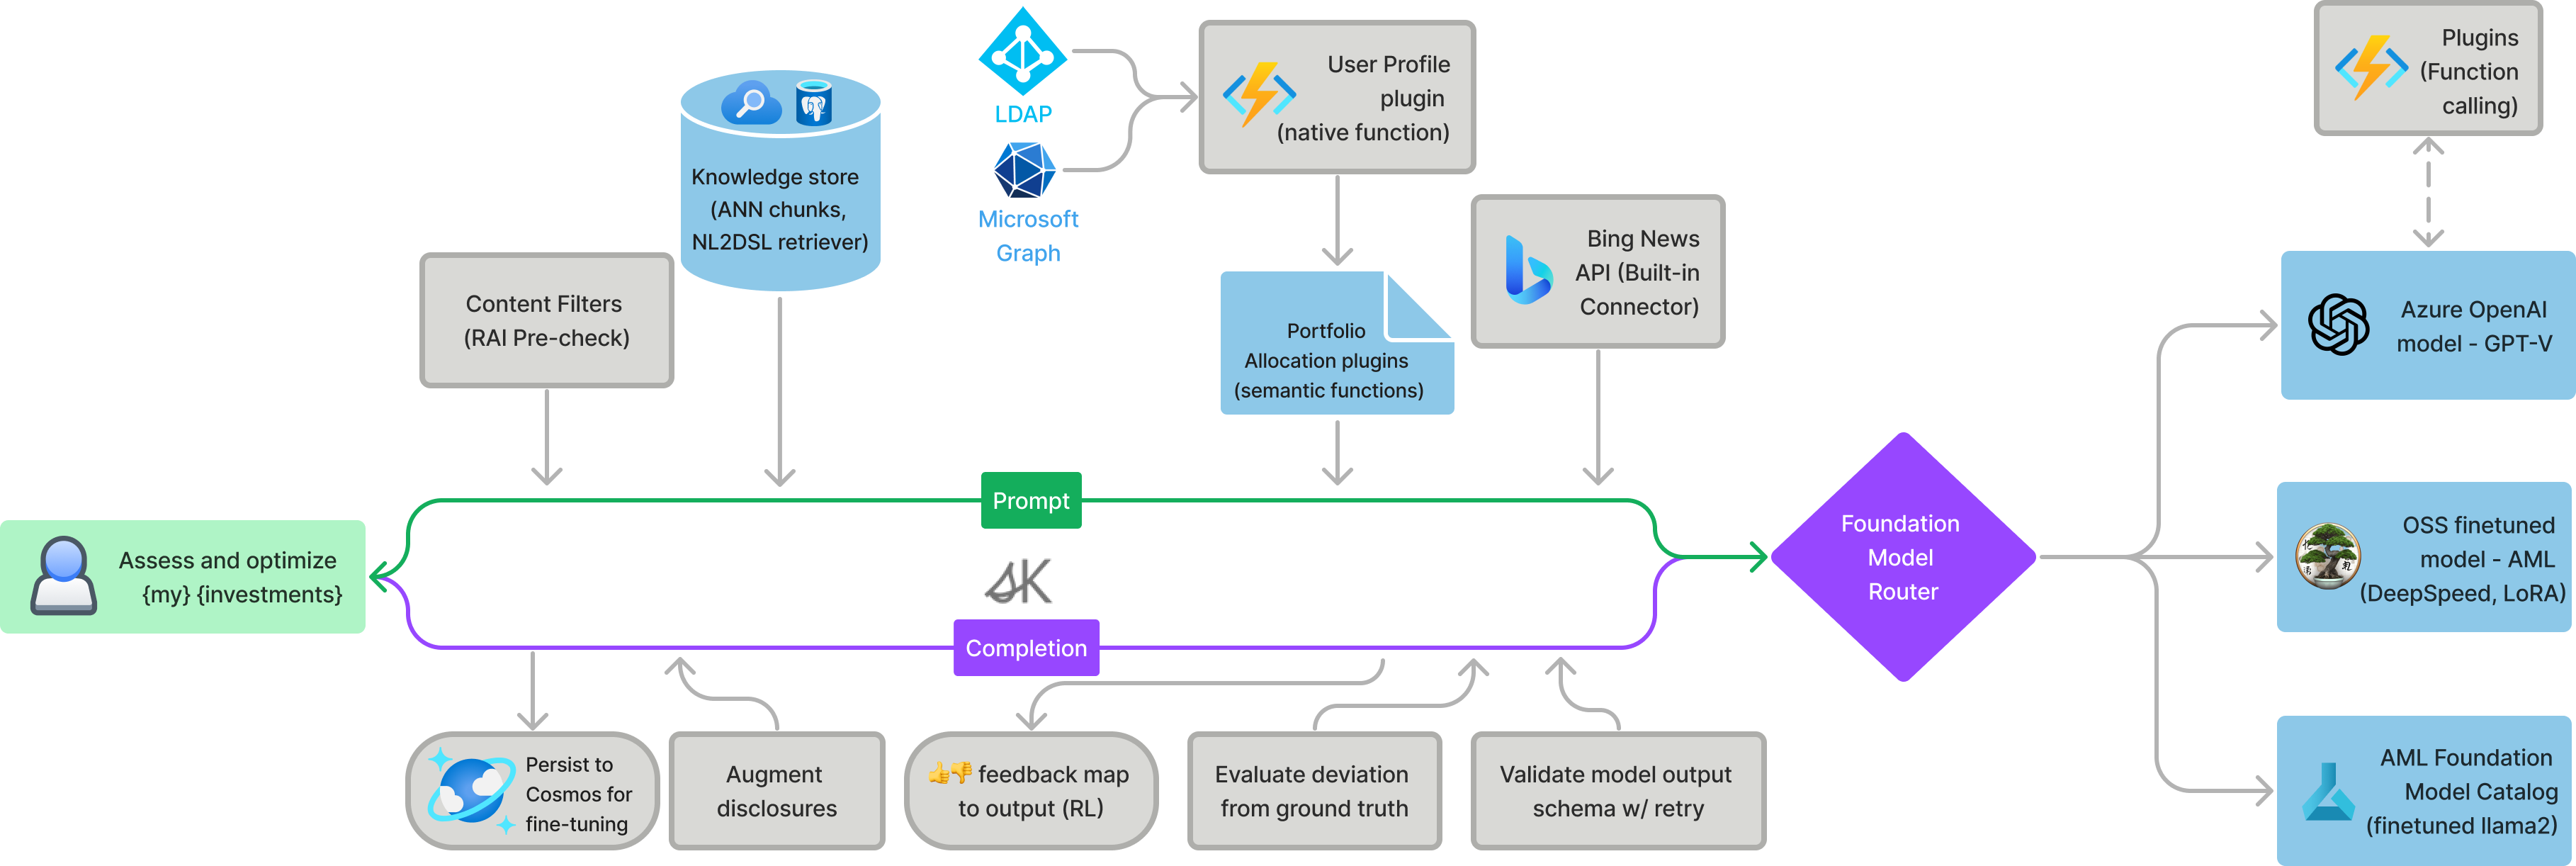 LDAP
Microsoft
Graph
User Profile
plugin
(native function)
Plugins
(Function
calling)
Knowledge store
(ANN chunks,
NL2DSL retriever)
Content Filters
(RAI Pre-check)
Portfolio
Allocation plugins
(semantic functions)
Bing News
API (Built-in
Connector)
Azure OpenAI
model - GPT-V
Prompt
Assess and optimize
{my} {investments}
SK
Completion
Foundation
Model
Router
OSS finetuned
model - AML
(DeepSpeed, LoRA)
Persist to
Cosmos for
fine-tuning
Augment
disclosures
👍👎 feedback map
to output (RL)
Evaluate deviation
from ground truth
Validate model output
schema w/ retry
AML Foundation
Model Catalog
(finetuned llama2)